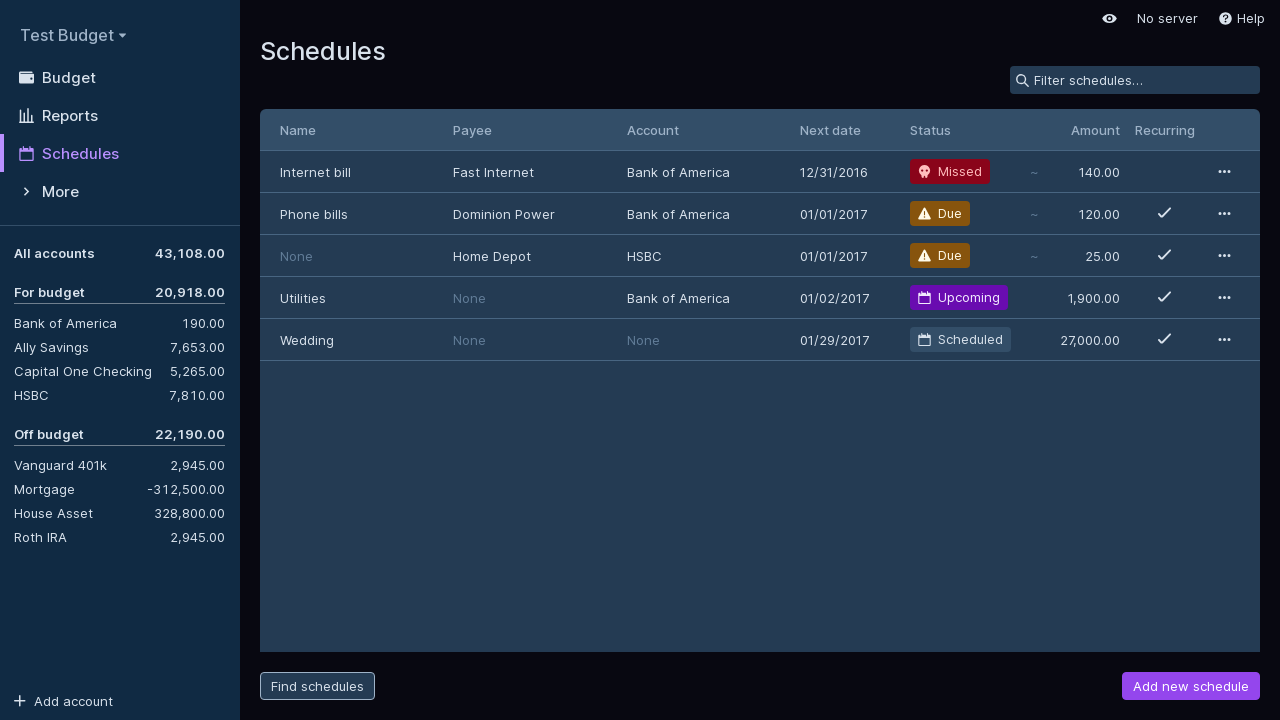 Test Budget
Budget
Reports
Schedules
More
All accounts 43,108.00
For budget 20,918.00
Bank of America 190.00
Ally Savings 7,653.00
Capital One Checking 5,265.00
HSBC 7,810.00
Off budget 22,190.00
Vanguard 401k 2,945.00
Mortgage -312,500.00
House Asset 328,800.00
Roth IRA 2,945.00
Add account
No server Help
Schedules
Filter schedules…
Name Payee Account Next date Status Amount Recurring
Internet bill Fast Internet Bank of America 12/31/2016 Missed ~ 140.00
Phone bills Dominion Power Bank of America 01/01/2017 Due ~ 120.00
None Home Depot HSBC 01/01/2017 Due ~ 25.00
Utilities None Bank of America 01/02/2017 Upcoming 1,900.00
Wedding None None 01/29/2017 Scheduled 27,000.00
Find schedules Add new schedule